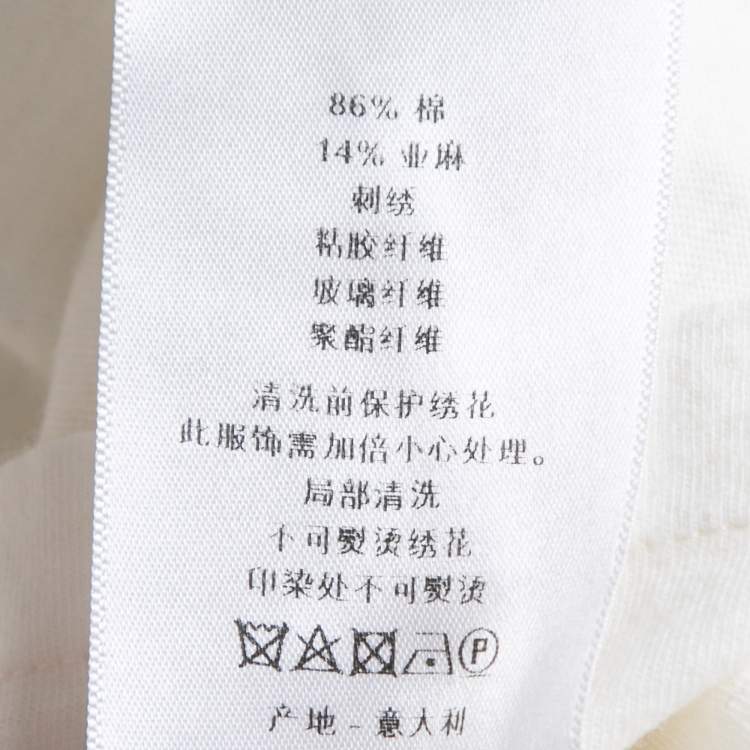 86% 棉
14% 亚麻
刺绣
粘胶纤维
玻璃纤维
聚酯纤维
清洗前保护绣花
此服饰需加倍小心处理。
局部清洗
不可熨烫绣花
印染处不可熨烫
P
产地 - 意大利